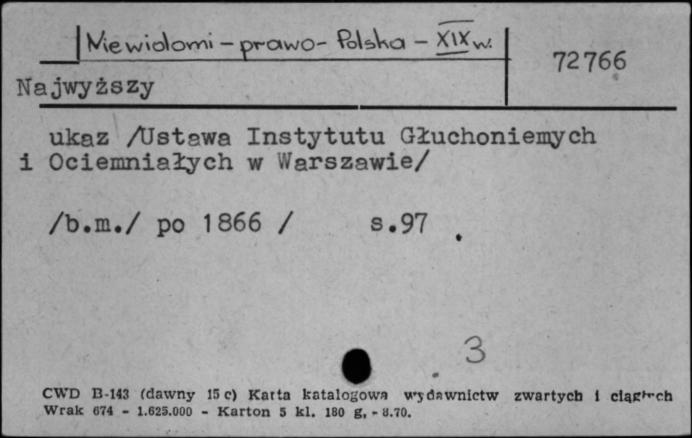 Niewidomi - prawo - Polska - XIX w.
72766
Najwyższy
ukaz /Ustawa Instytutu Głuchoniemych
i Ociemniałych w Warszawie/
/b.m./ po 1866 / s.97 .
3
CWD B-143 (dawny 15 c) Karta katalogowa wydawnictw zwartych i ciągłych
Wrak 674 - 1.625.000 - Karton 5 kl. 180 g, - 8.70.